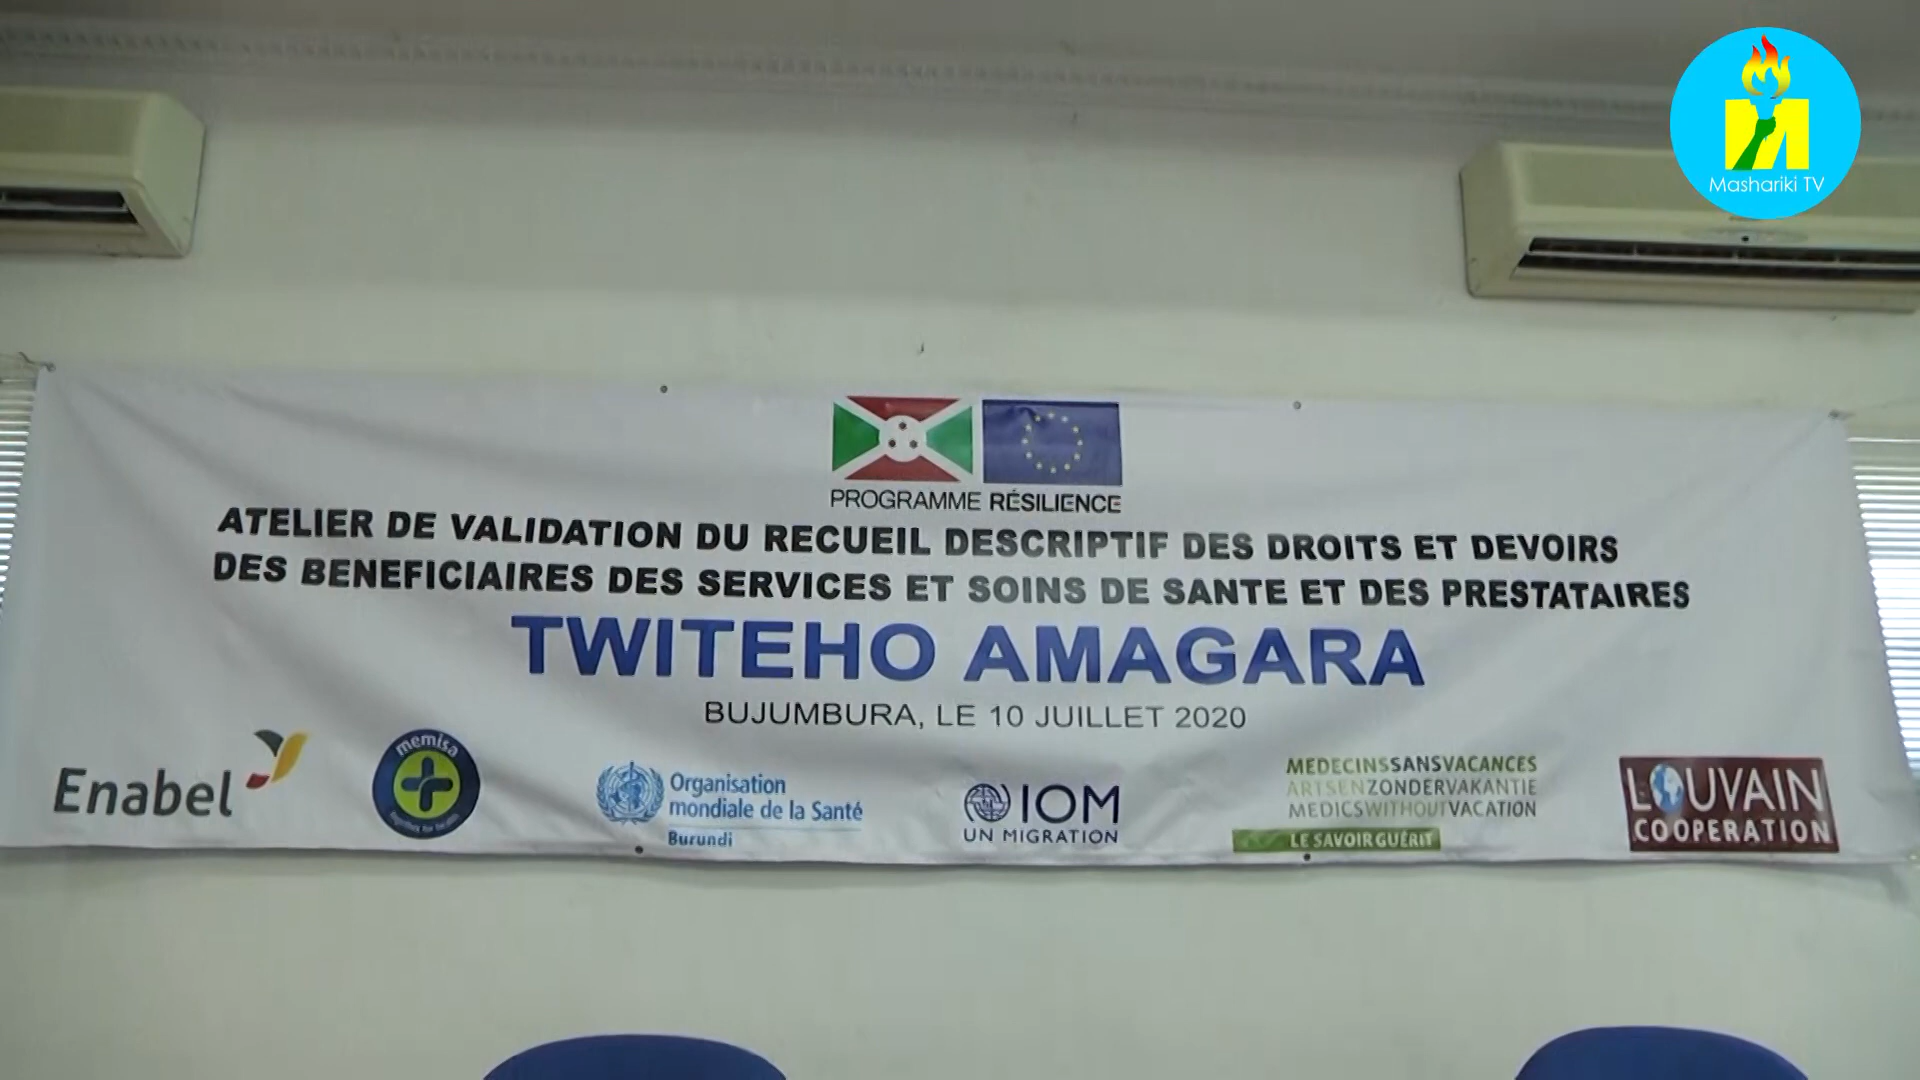 Mashariki TV
PROGRAMME RÉSILIENCE
ATELIER DE VALIDATION DU RECUEIL DESCRIPTIF DES DROITS ET DEVOIRS
DES BENEFICIAIRES DES SERVICES ET SOINS DE SANTE ET DES PRESTATAIRES
TWITEHO AMAGARA
BUJUMBURA, LE 10 JUILLET 2020
Enabel
memisa
Organisation
mondiale de la Santé
Burundi
IOM
UN MIGRATION
MEDECINSSANSVACANCES
ARTSENZONDERVAKANTIE
MEDICSWITHOUTVACATION
LE SAVOIR GUÉRIT
LOUVAIN
COOPERATION